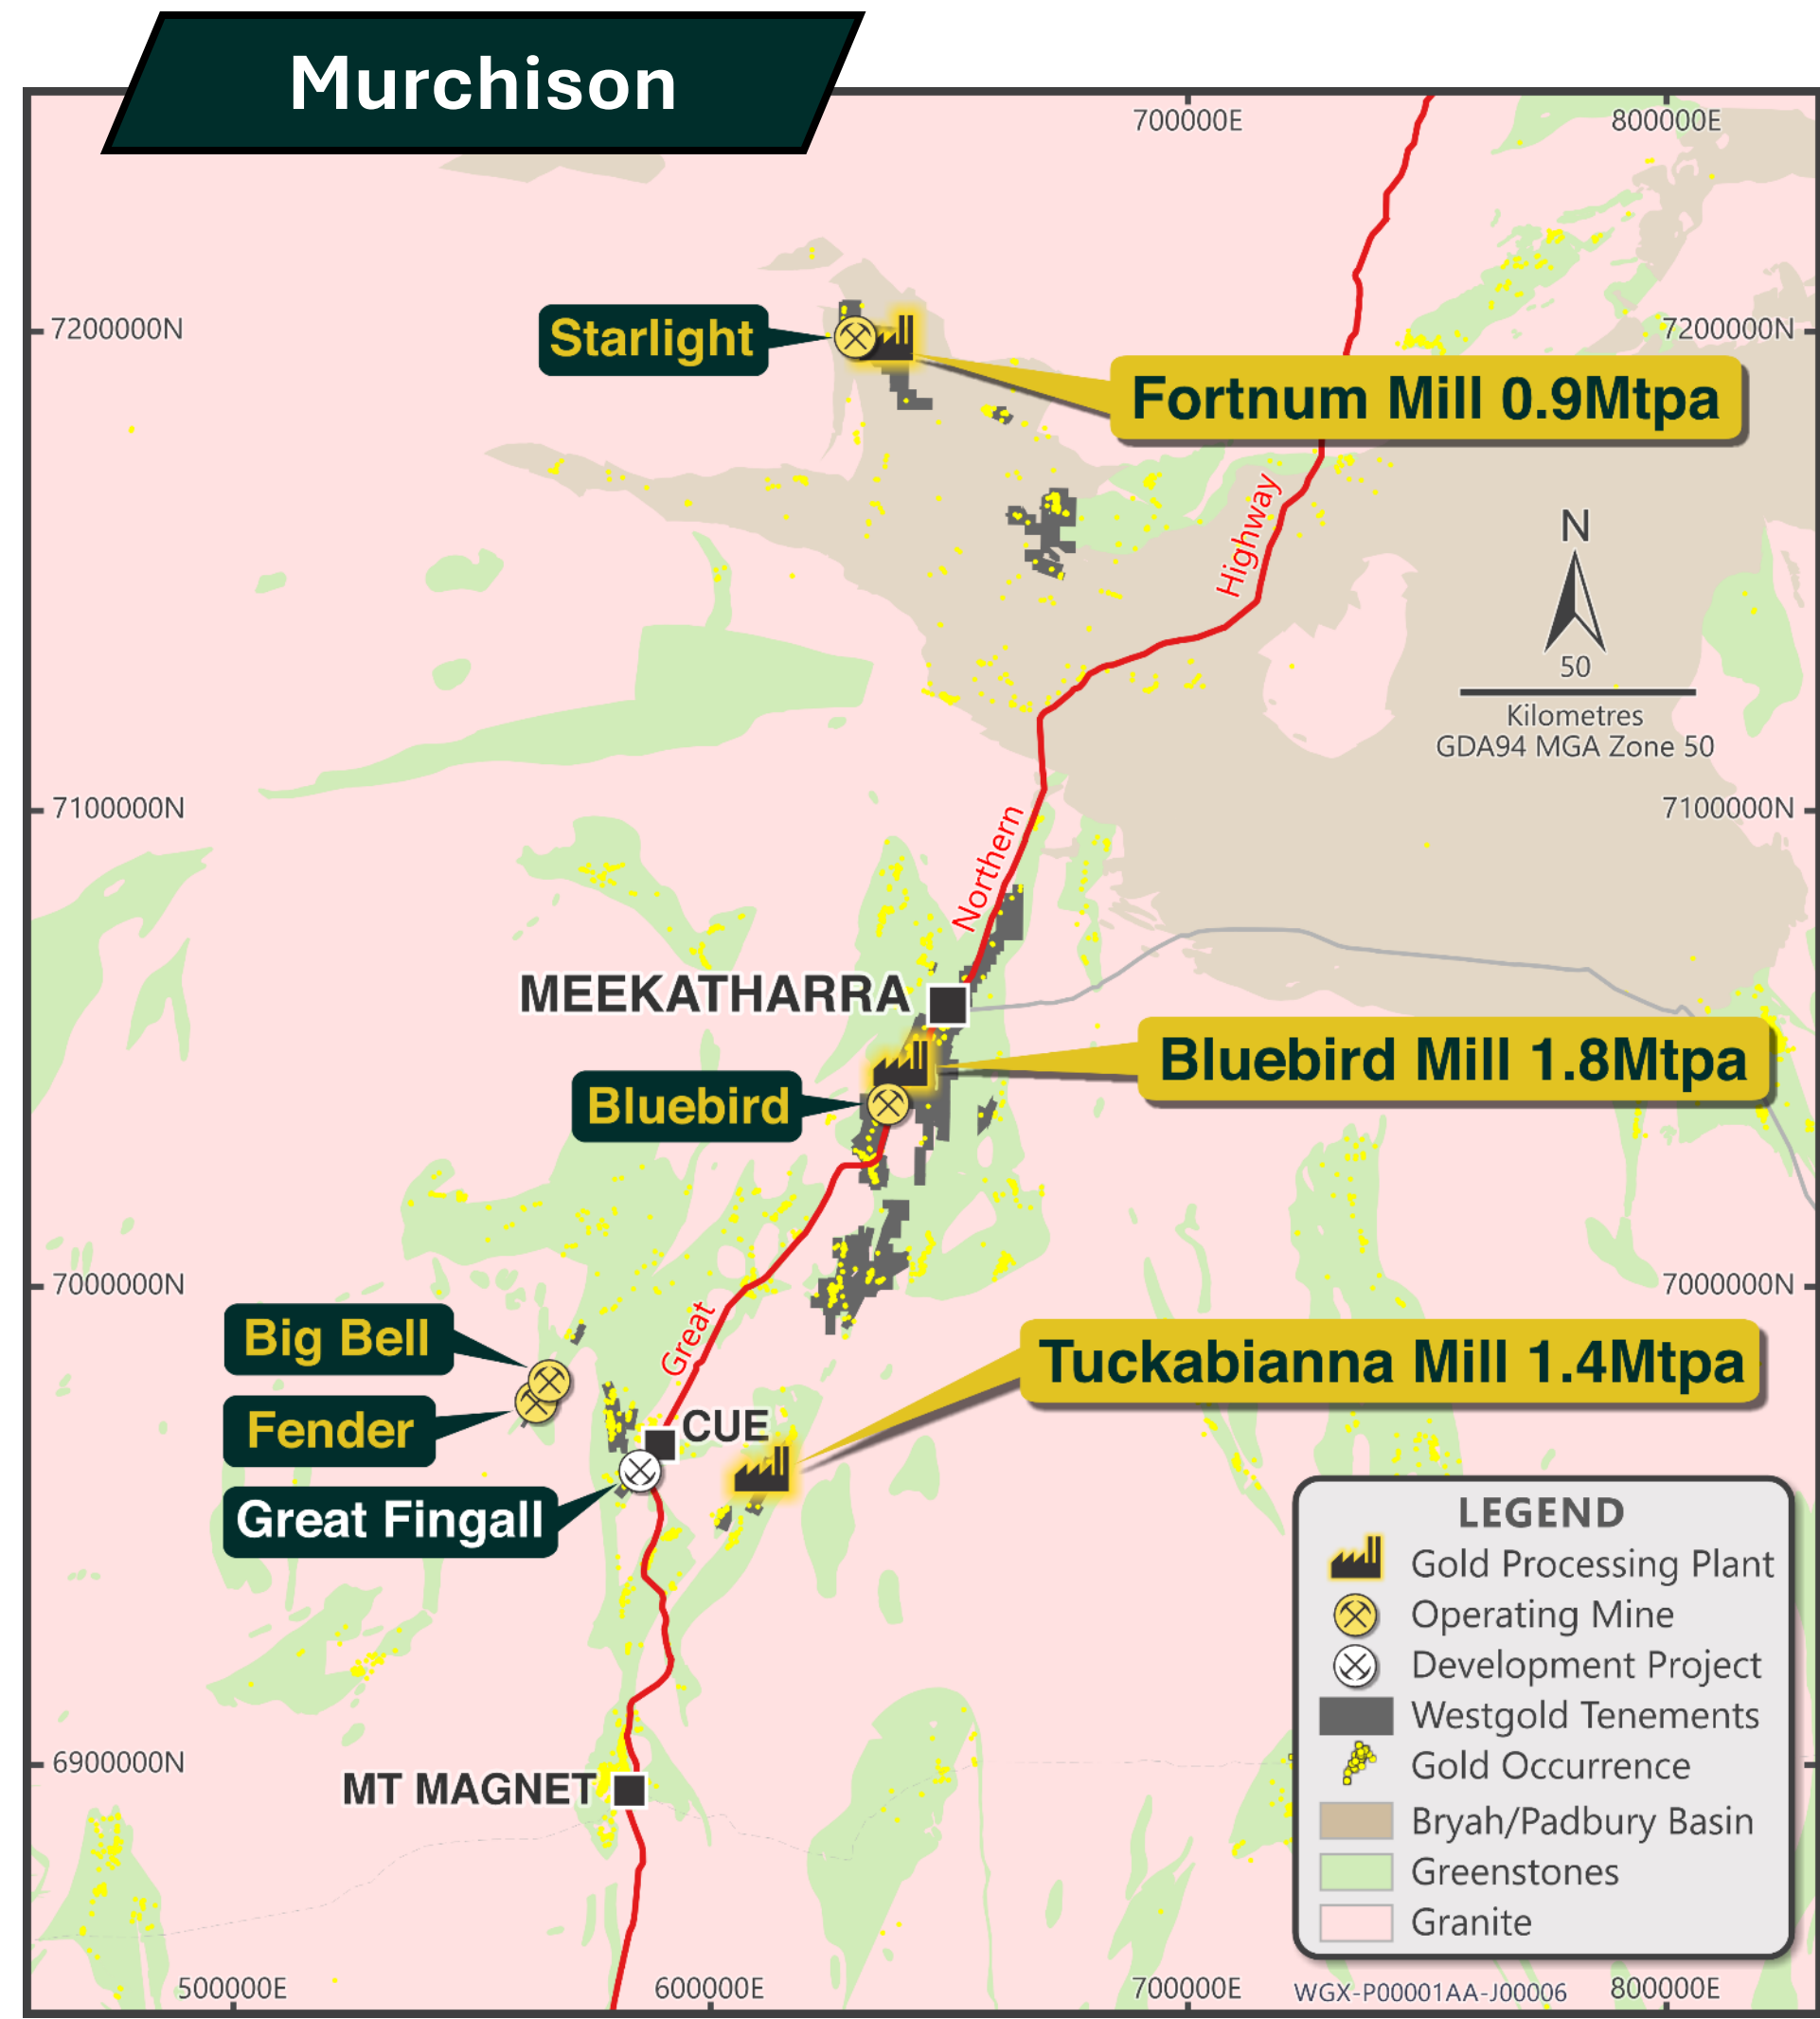 Murchison
700000E
800000E
7200000N
7200000N
Starlight
Fortnum Mill 0.9Mtpa
Highway
N
50
Kilometres
GDA94 MGA Zone 50
7100000N
7100000N
Northern
MEEKATHARRA
Bluebird Mill 1.8Mtpa
Bluebird
7000000N
7000000N
Great
Big Bell
Tuckabianna Mill 1.4Mtpa
Fender
CUE
Great Fingall
LEGEND
Gold Processing Plant
Operating Mine
Development Project
Westgold Tenements
Gold Occurrence
Bryah/Padbury Basin
Greenstones
Granite
6900000N
MT MAGNET
500000E
600000E
700000E
WGX-P00001AA-J00006
800000E